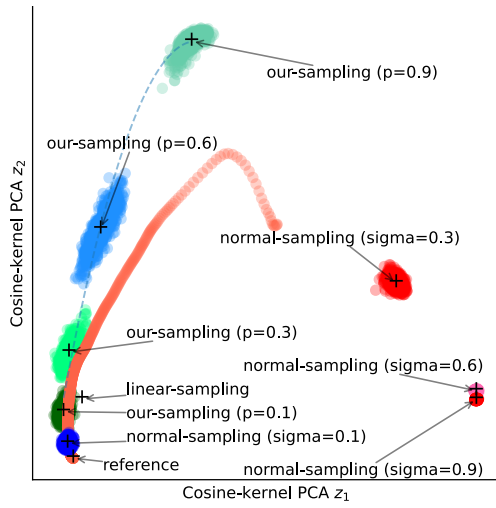 our-sampling (p=0.9)
our-sampling (p=0.6)
normal-sampling (sigma=0.3)
our-sampling (p=0.3)
normal-sampling (sigma=0.6)
linear-sampling
our-sampling (p=0.1)
normal-sampling (sigma=0.1)
reference
normal-sampling (sigma=0.9)
Cosine-kernel PCA z₁
Cosine-kernel PCA z₂